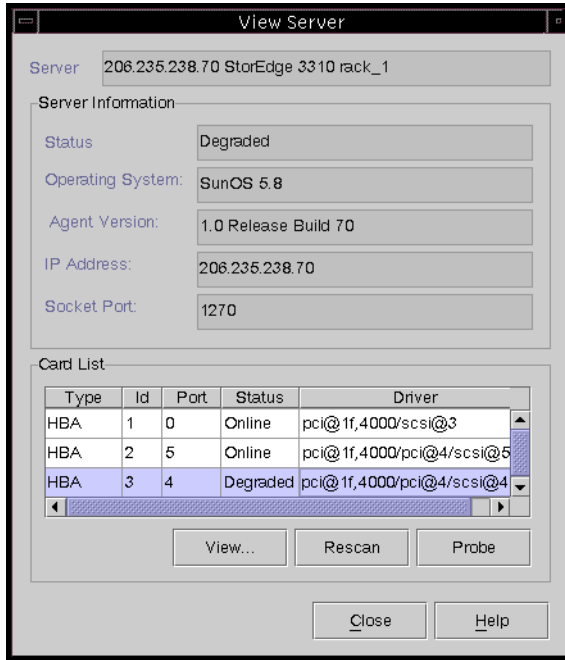 View Server
Server 206.235.238.70 StorEdge 3310 rack_1
Server Information
Status Degraded
Operating System: SunOS 5.8
Agent Version: 1.0 Release Build 70
IP Address: 206.235.238.70
Socket Port: 1270
Card List
Type Id Port Status Driver
HBA 1 0 Online pci@1f,4000/scsi@3
HBA 2 5 Online pci@1f,4000/pci@4/scsi@5
HBA 3 4 Degraded pci@1f,4000/pci@4/scsi@4
View... Rescan Probe
Close Help